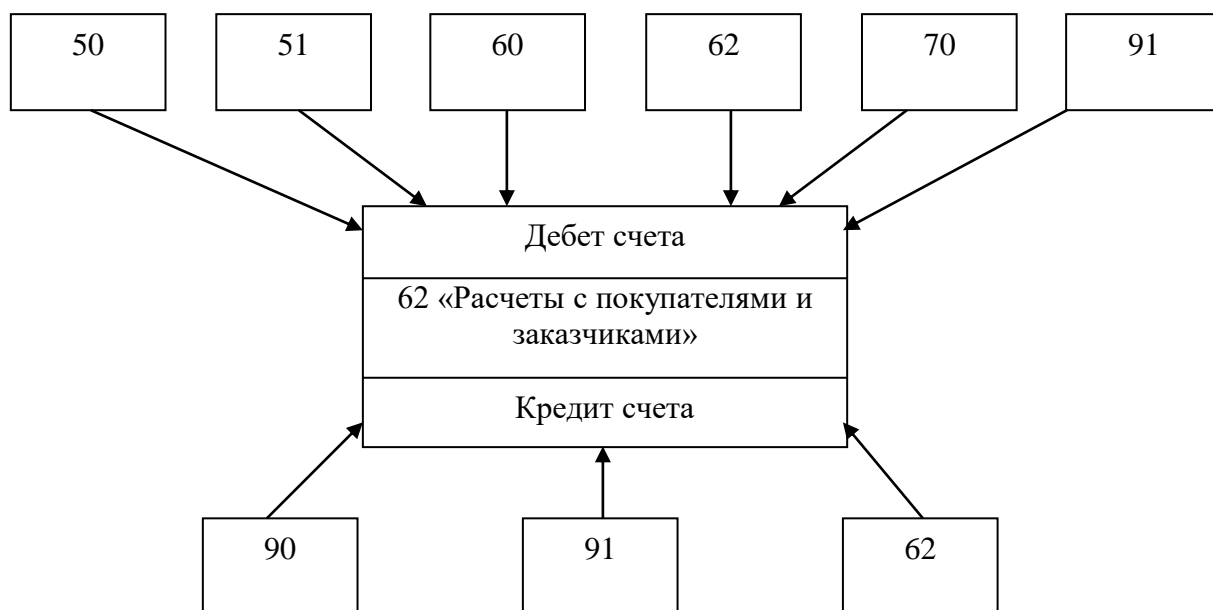 50 51 60 62 70 91
Дебет счета
62 «Расчеты с покупателями и
заказчиками»
Кредит счета
90 91 62